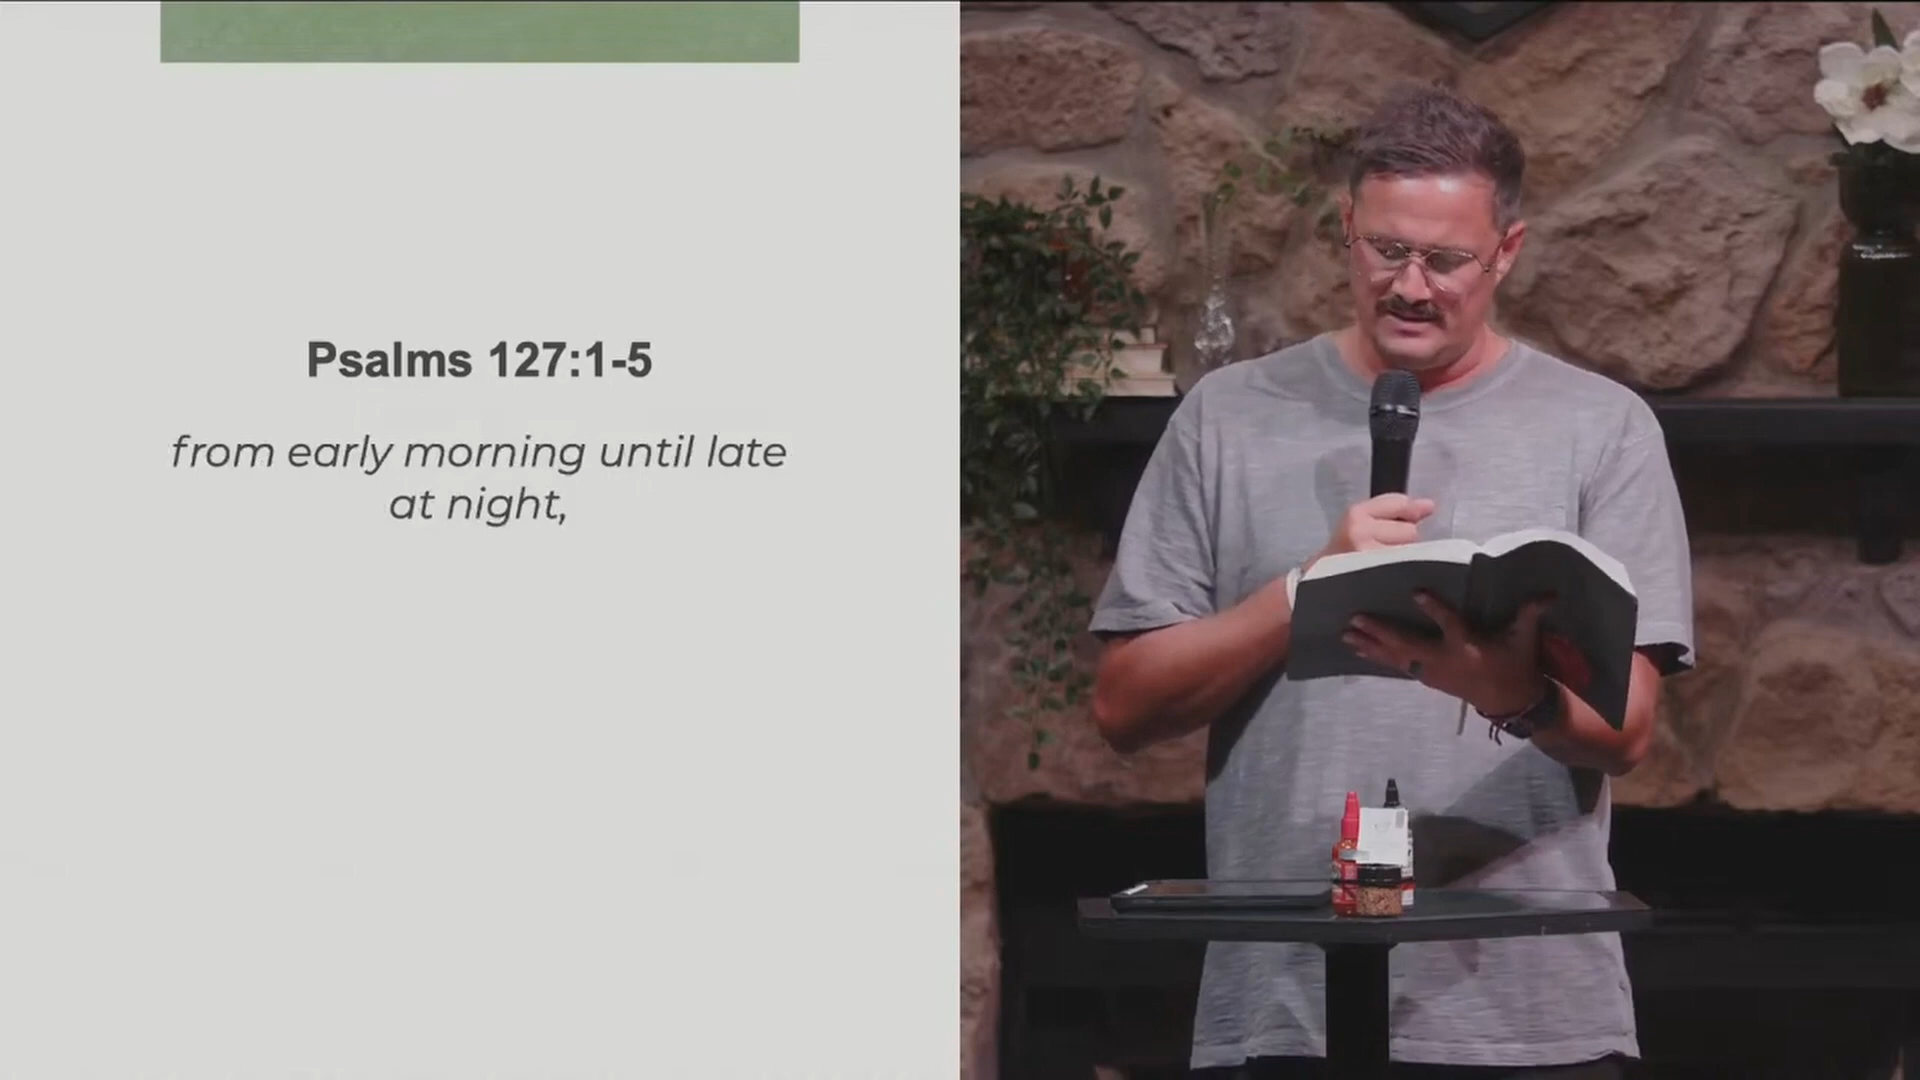 Psalms 127:1-5
from early morning until late
at night,